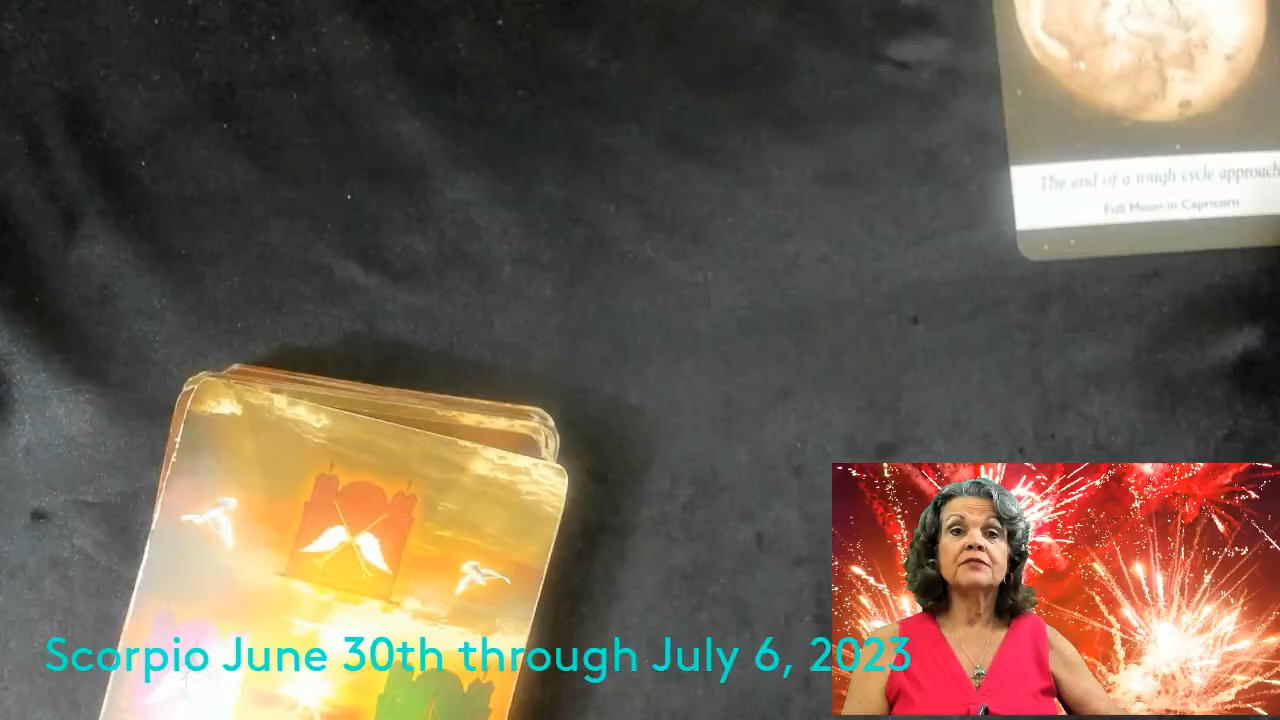 The end of a tough cycle approach
Full Moon in Capricorn
Scorpio June 30th through July 6, 2023